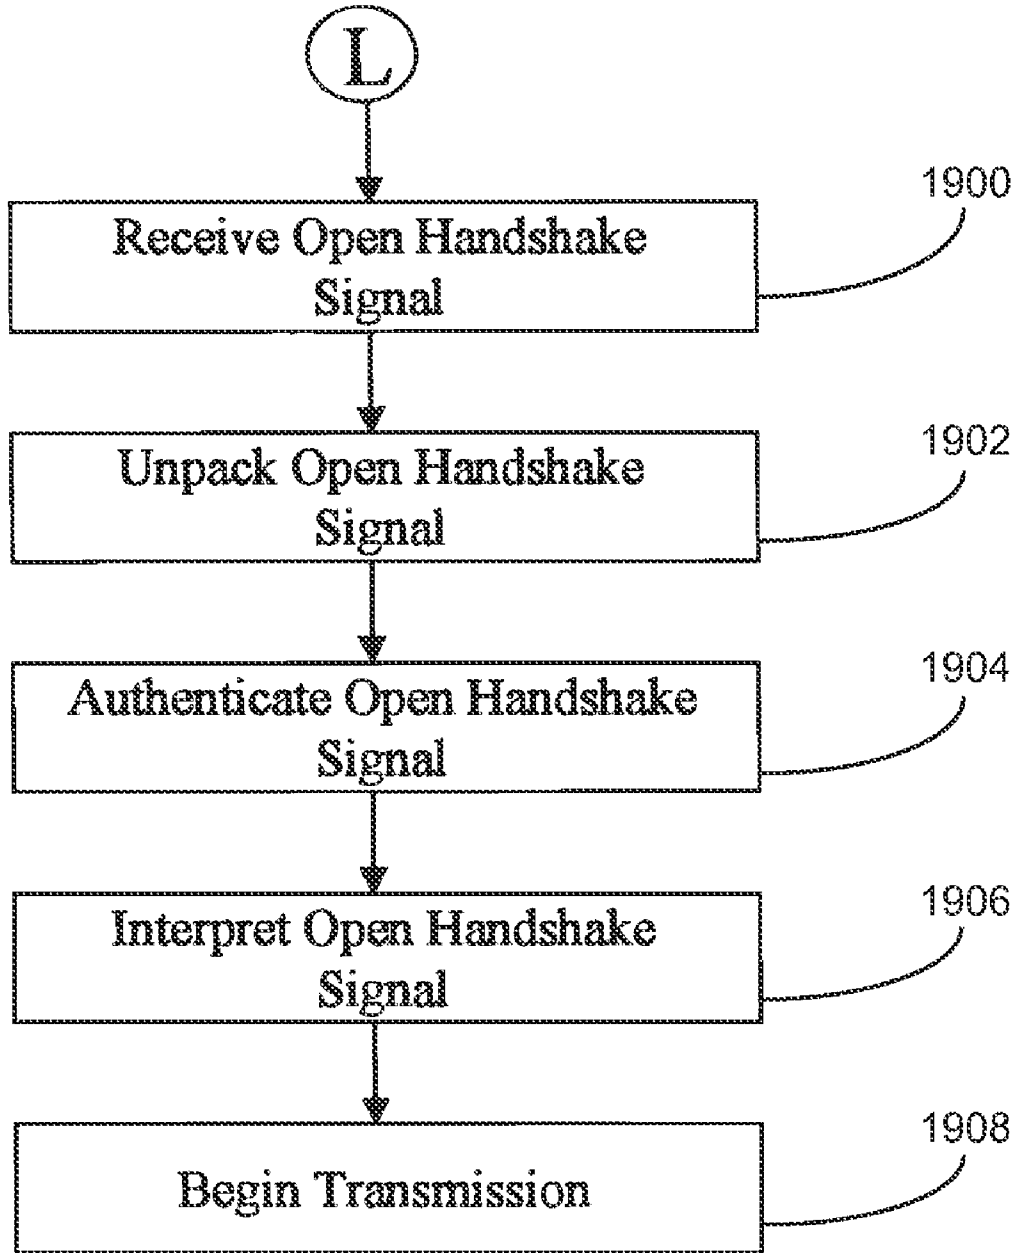 L
1900
Receive Open Handshake
Signal
1902
Unpack Open Handshake
Signal
1904
Authenticate Open Handshake
Signal
1906
Interpret Open Handshake
Signal
1908
Begin Transmission